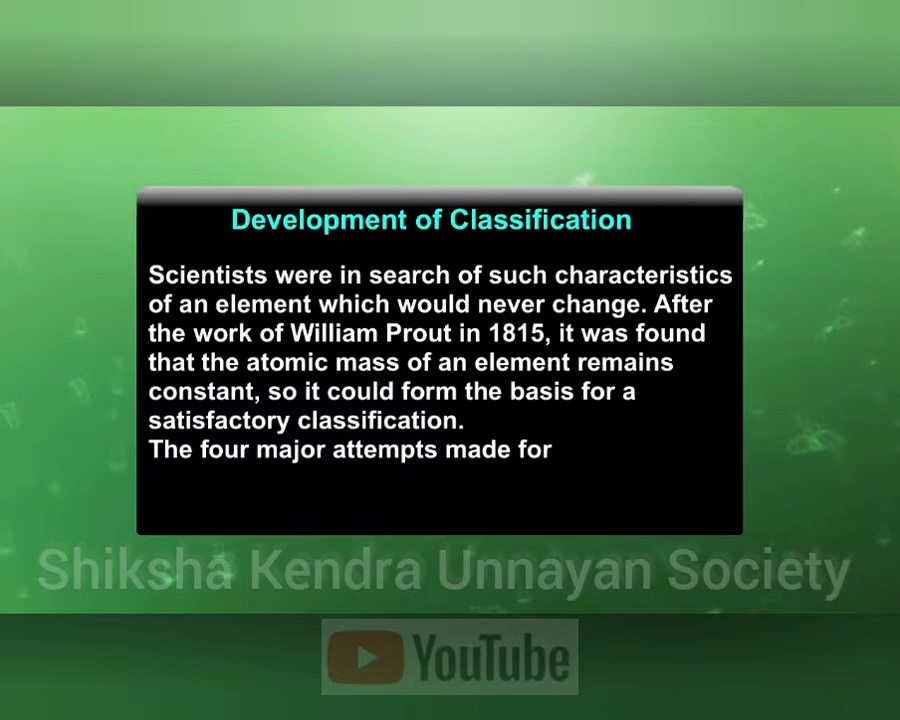 Development of Classification
Scientists were in search of such characteristics
of an element which would never change. After
the work of William Prout in 1815, it was found
that the atomic mass of an element remains
constant, so it could form the basis for a
satisfactory classification.
The four major attempts made for
Shiksha Kendra Unnayan Society
YouTube